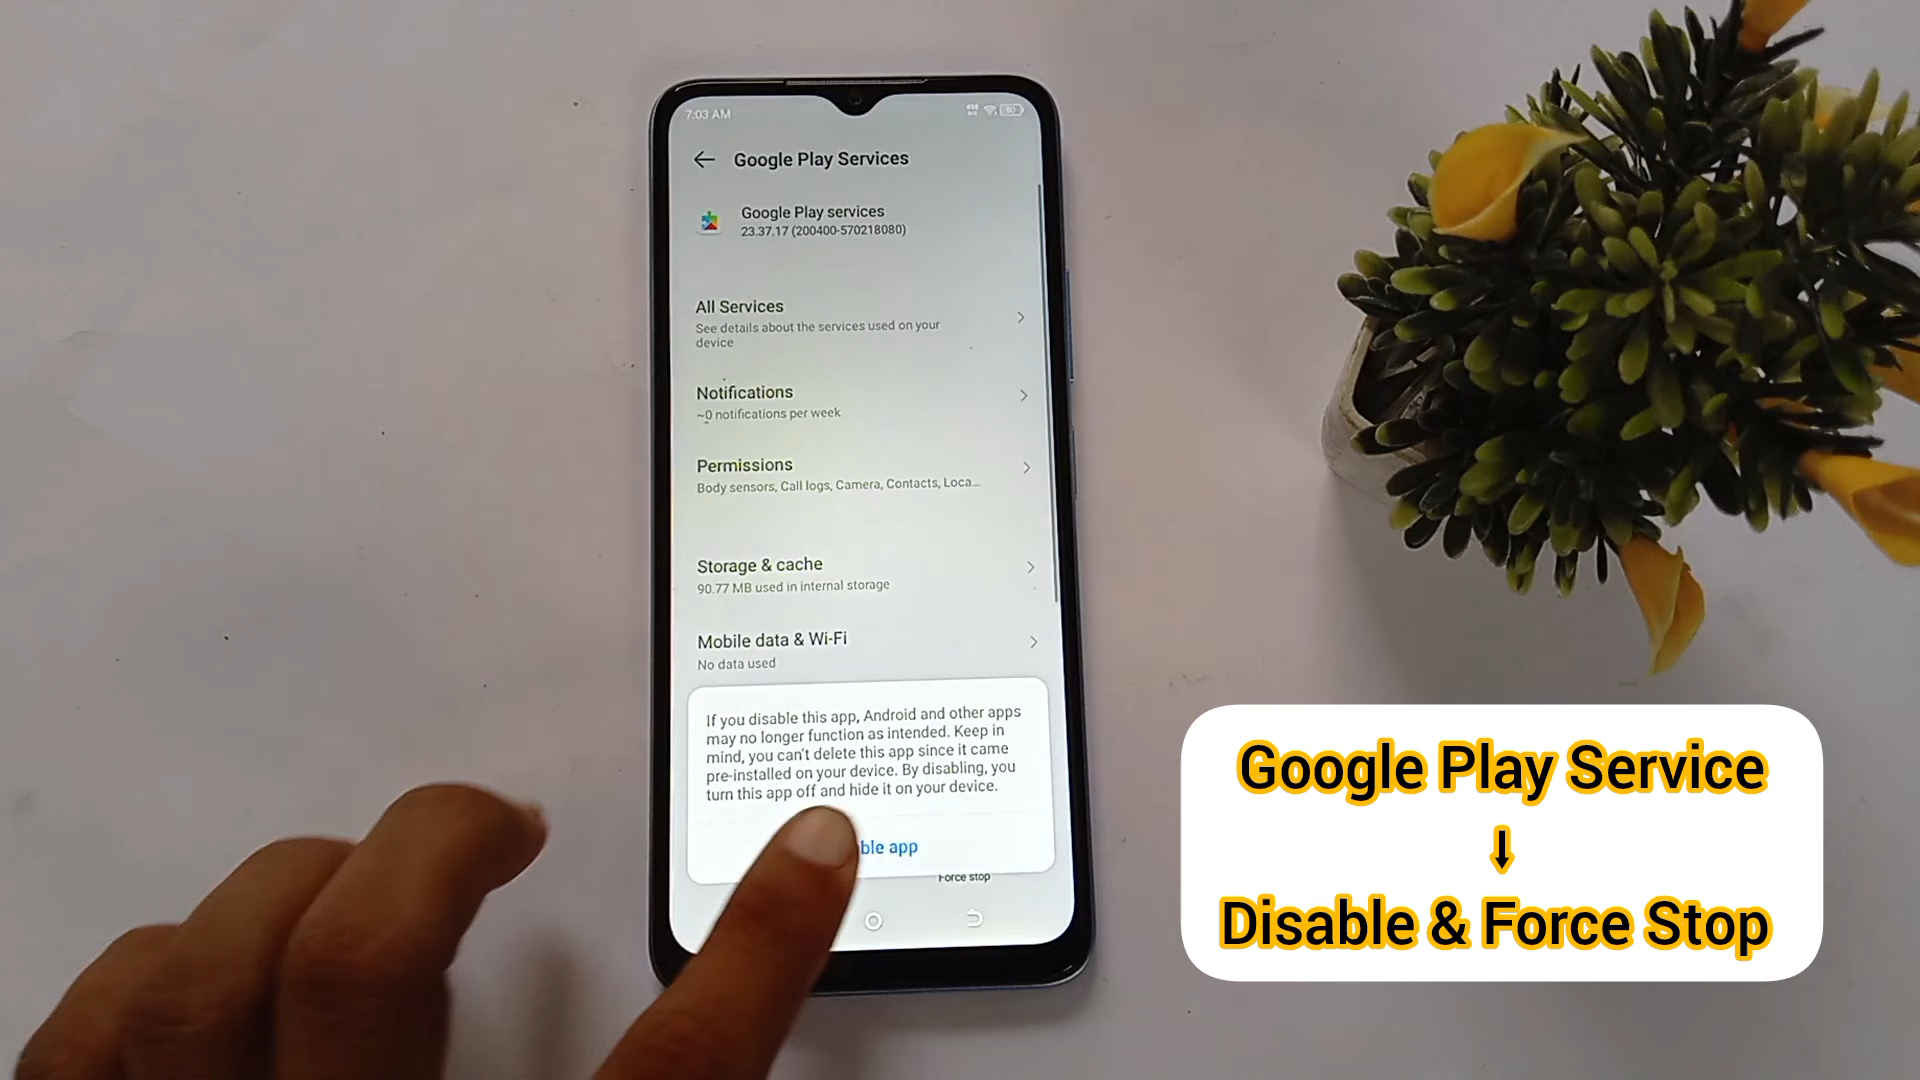 7:03 AM
Google Play Services
Google Play services
23.37.17 (200400-570218080)
All Services
See details about the services used on your
device
Notifications
~0 notifications per week
Permissions
Body sensors, Call logs, Camera, Contacts, Loca...
Storage & cache
90.77 MB used in internal storage
Mobile data & Wi-Fi
No data used
If you disable this app, Android and other apps
may no longer function as intended. Keep in
mind, you can't delete this app since it came
pre-installed on your device. By disabling, you
turn this app off and hide it on your device.
ble app
Force stop
Google Play Service
↓
Disable & Force Stop